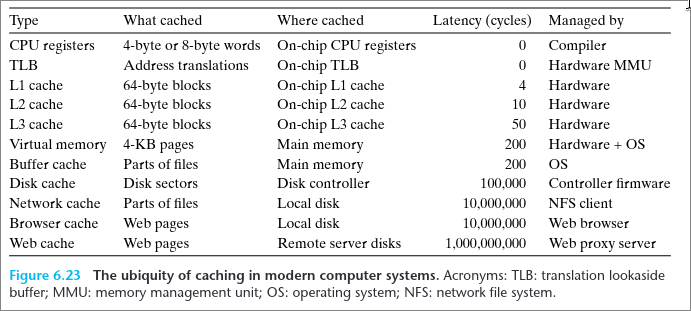 Type What cached Where cached Latency (cycles) Managed by
CPU registers 4-byte or 8-byte words On-chip CPU registers 0 Compiler
TLB Address translations On-chip TLB 0 Hardware MMU
L1 cache 64-byte blocks On-chip L1 cache 4 Hardware
L2 cache 64-byte blocks On-chip L2 cache 10 Hardware
L3 cache 64-byte blocks On-chip L3 cache 50 Hardware
Virtual memory 4-KB pages Main memory 200 Hardware + OS
Buffer cache Parts of files Main memory 200 OS
Disk cache Disk sectors Disk controller 100,000 Controller firmware
Network cache Parts of files Local disk 10,000,000 NFS client
Browser cache Web pages Local disk 10,000,000 Web browser
Web cache Web pages Remote server disks 1,000,000,000 Web proxy server
Figure 6.23 The ubiquity of caching in modern computer systems. Acronyms: TLB: translation lookaside
buffer; MMU: memory management unit; OS: operating system; NFS: network file system.